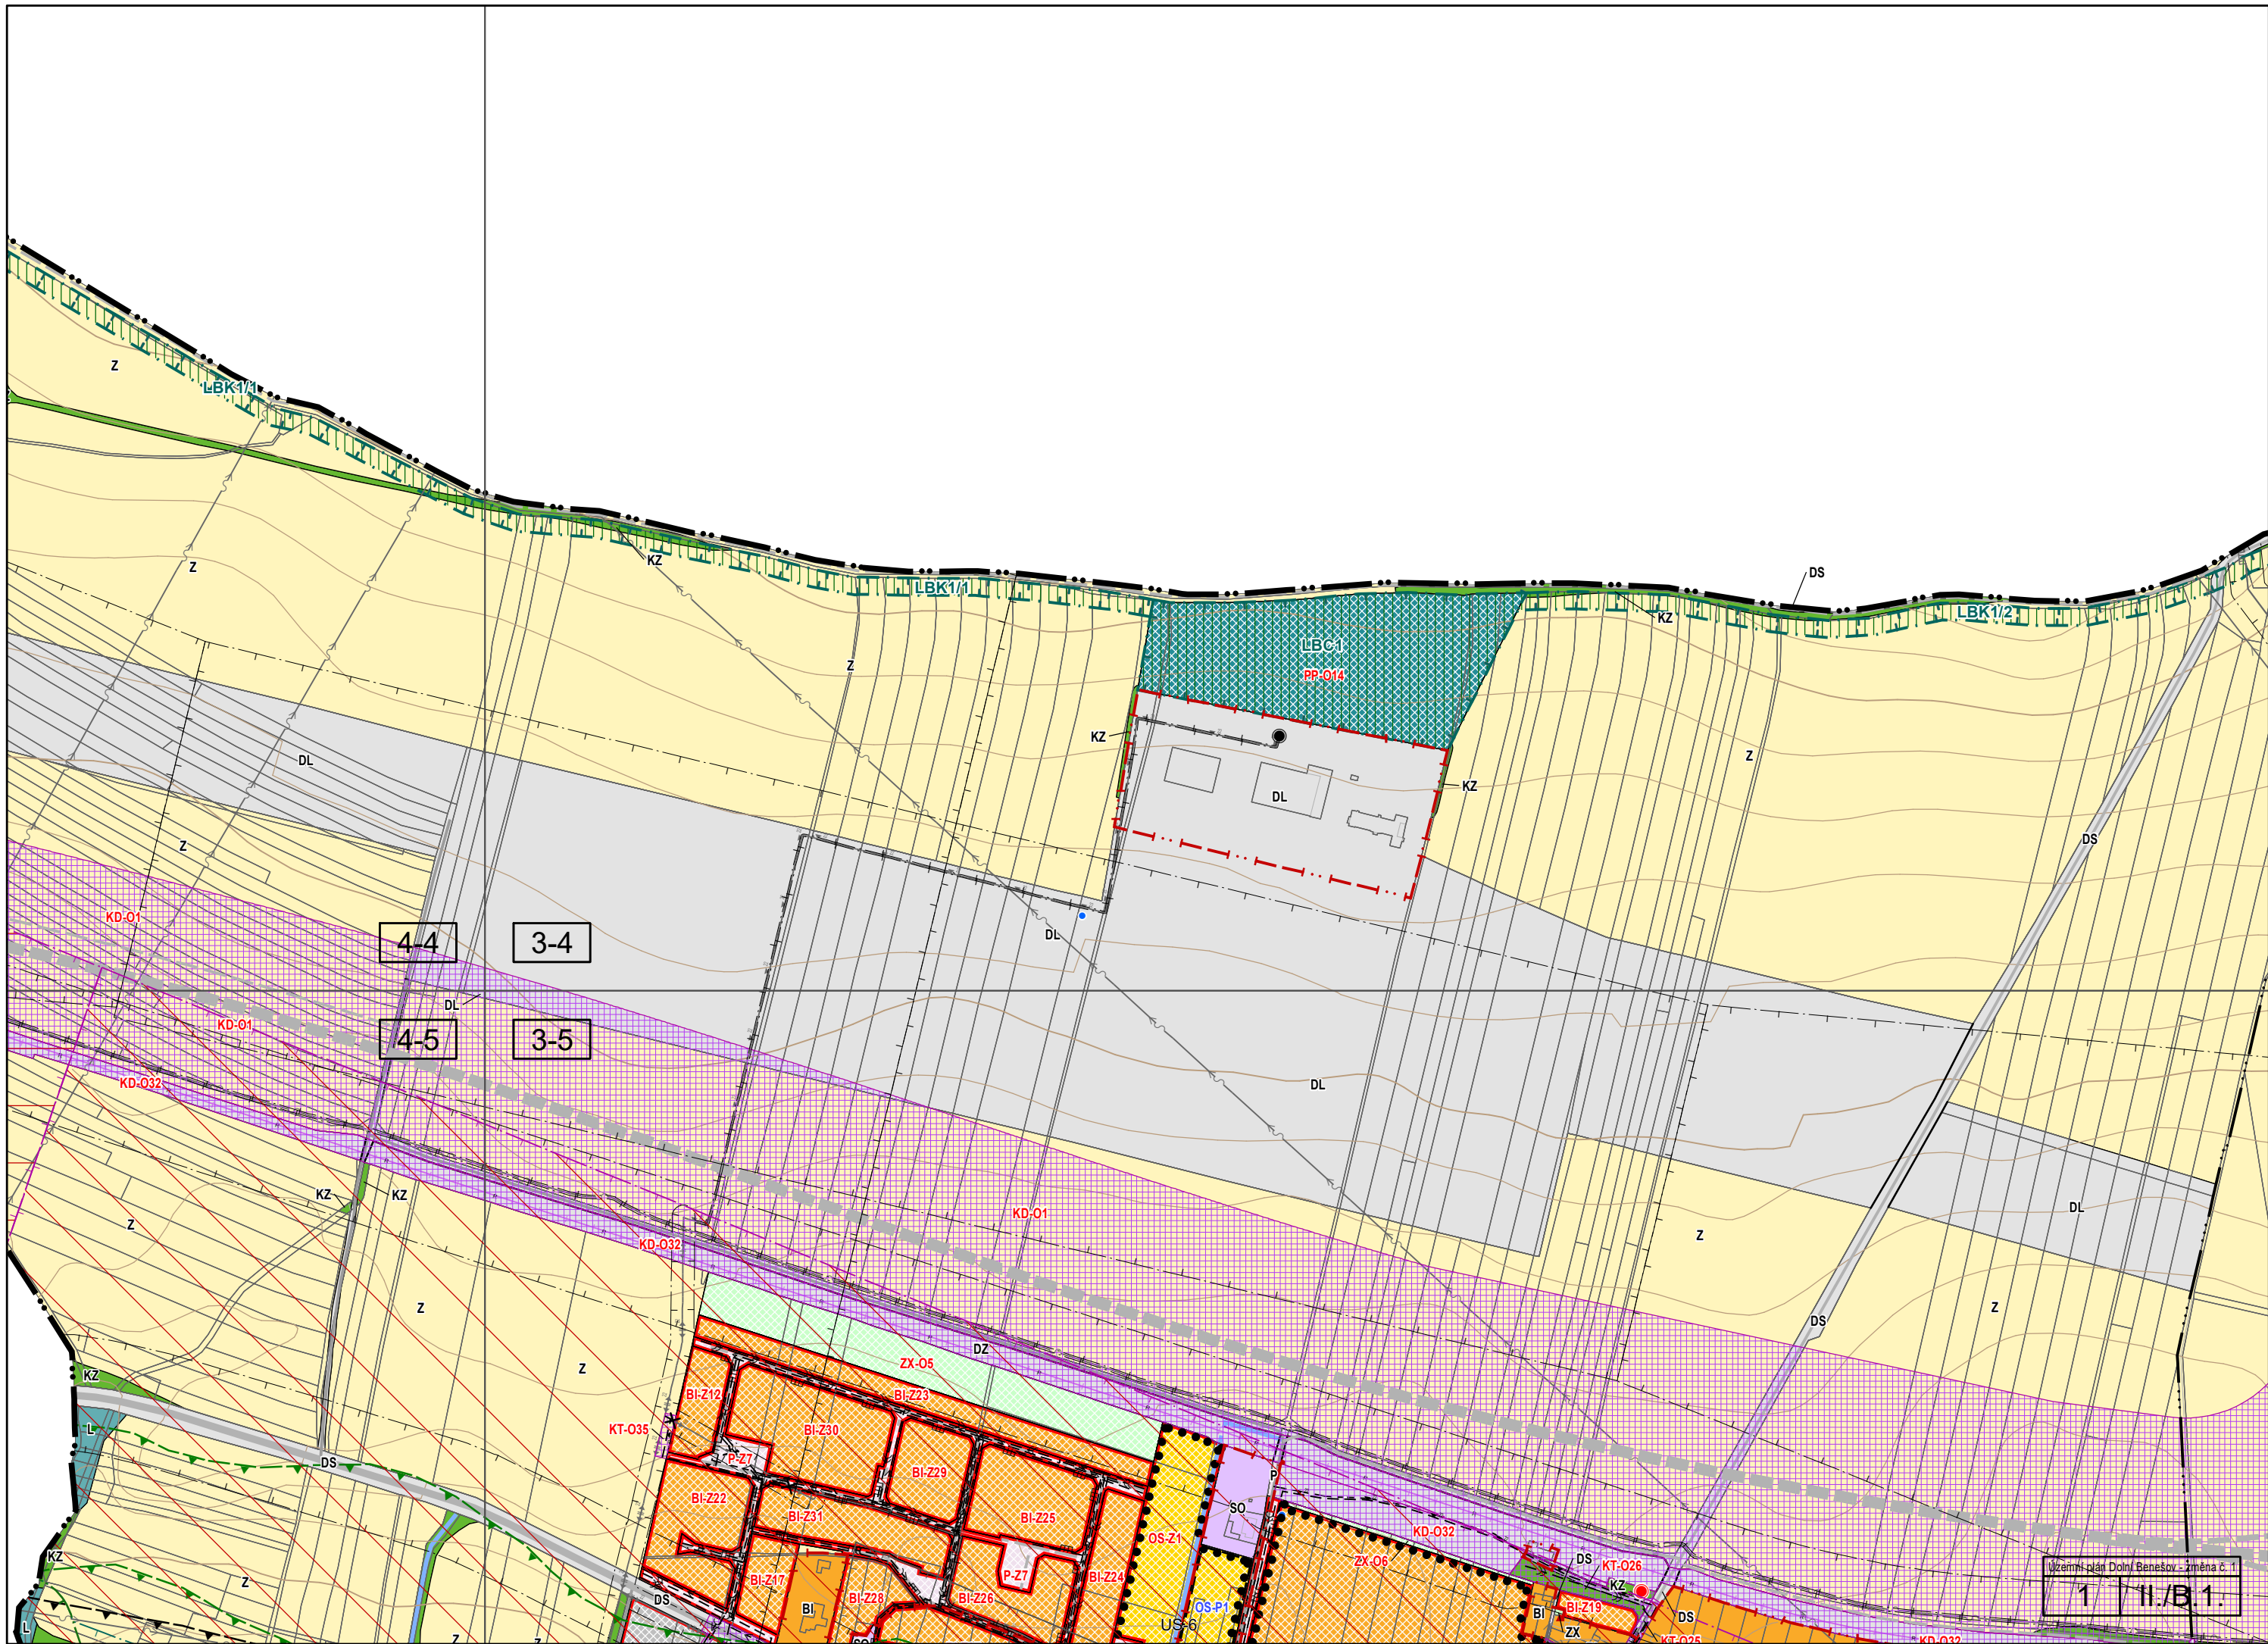 Z
LBK1/1
Z
KZ
LBK1/1
DS
KZ
LBK1/2
LBC1
PP-O14
Z
KZ
DL
Z
DL
KZ
DL
DS
Z
KD-O1
4-4
3-4
DL
DL
KD-O1
4-5
3-5
KD-O32
DL
KZ
KZ
Z
KD-O1
KD-O32
Z
DL
Z
Z
DS
DZ
ZX-O5
Z
KZ
BI-Z12
BI-Z23
KT-O35
BI-Z30
L
DS
P-Z7
BI-Z29
P
BI-Z22
BI-Z31
BI-Z25
SO
OS-Z1
KD-O32
KZ
ZX-O6
DS
KT-O26
Územní plán Dolní Benešov - změna č. 1
1
II./B.1.
Z
BI-Z17
P-Z7
BI-Z24
KZ
DS
BI-Z28
BI-Z26
BI
OS-P1
BI
BI-Z19
DS
L
US-6
ZX
Z
Z
SO
KT-O25
KD-O32